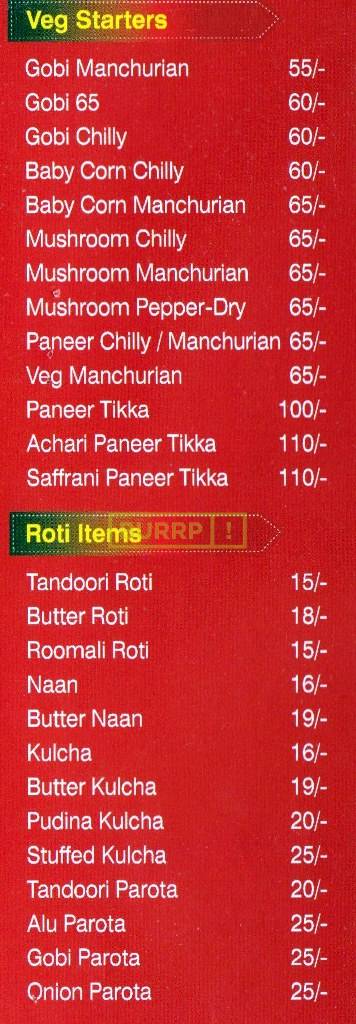 Veg Starters
Gobi Manchurian 55/-
Gobi 65 60/-
Gobi Chilly 60/-
Baby Corn Chilly 60/-
Baby Corn Manchurian 65/-
Mushroom Chilly 65/-
Mushroom Manchurian 65/-
Mushroom Pepper-Dry 65/-
Paneer Chilly / Manchurian 65/-
Veg Manchurian 65/-
Paneer Tikka 100/-
Achari Paneer Tikka 110/-
Saffrani Paneer Tikka 110/-
Roti Items BURRP!
Tandoori Roti 15/-
Butter Roti 18/-
Roomali Roti 15/-
Naan 16/-
Butter Naan 19/-
Kulcha 16/-
Butter Kulcha 19/-
Pudina Kulcha 20/-
Stuffed Kulcha 25/-
Tandoori Parota 20/-
Alu Parota 25/-
Gobi Parota 25/-
Onion Parota 25/-